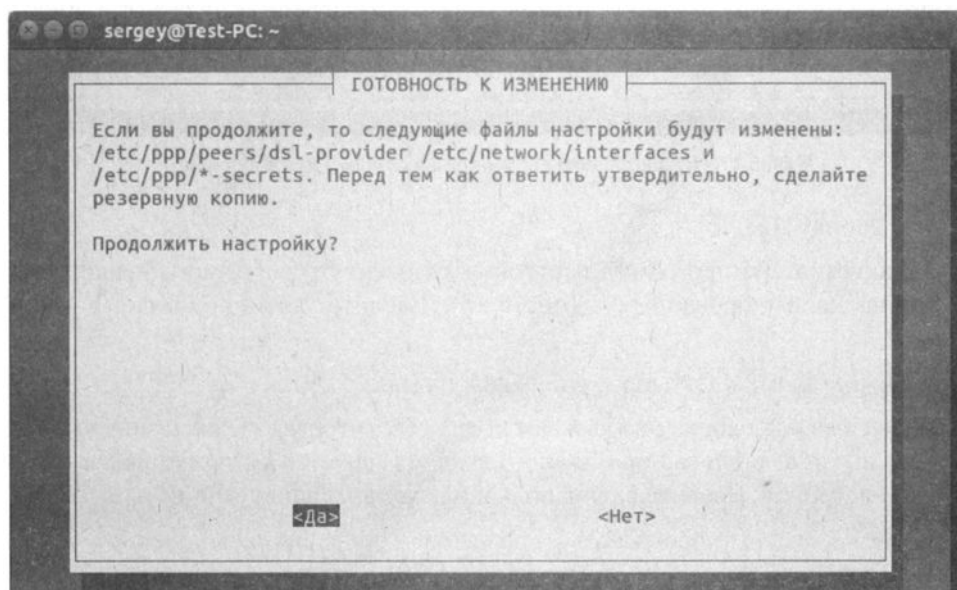 sergey@Test-PC: ~
ГОТОВНОСТЬ К ИЗМЕНЕНИЮ
Если вы продолжите, то следующие файлы настройки будут изменены:
/etc/ppp/peers/dsl-provider /etc/network/interfaces и
/etc/ppp/*-secrets. Перед тем как ответить утвердительно, сделайте
резервную копию.
Продолжить настройку?
<Да> <Нет>